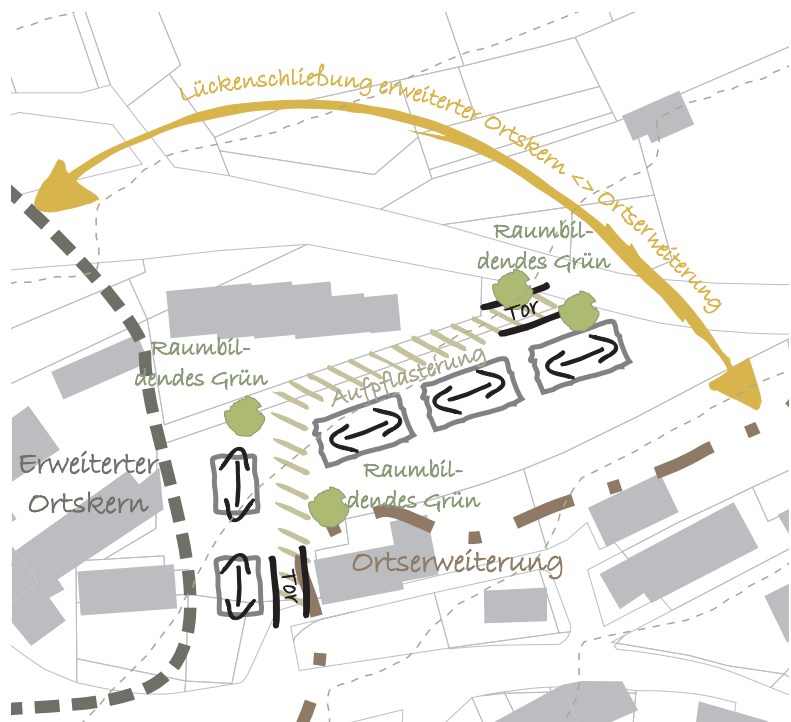 Lückenschließung erweiterter Ortskern <> Ortserweiterung
Raumbil-
dendes Grün
Tor
Raumbil-
dendes Grün
Aufpflasterung
Erweiterter
Ortskern
Raumbil-
dendes Grün
Ortserweiterung
Tor